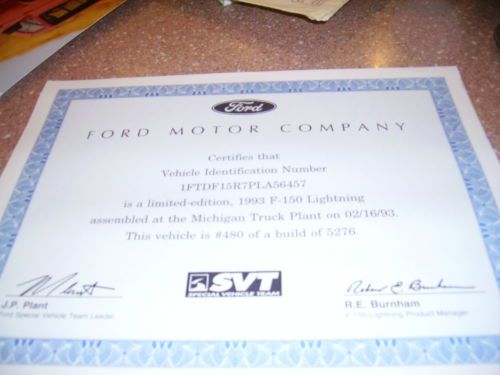 Ford
FORD MOTOR COMPANY
Certifies that
Vehicle Identification Number
1FTDF15R7PLA56457
is a limited-edition, 1993 F-150 Lightning
assembled at the Michigan Truck Plant on 02/16/93.
This vehicle is #480 of a build of 5276.
SVT
SPECIAL VEHICLE TEAM
J.P. Plant
Ford Special Vehicle Team Leader
Robert E. Burnham
R.E. Burnham
F-150 Lightning Product Manager